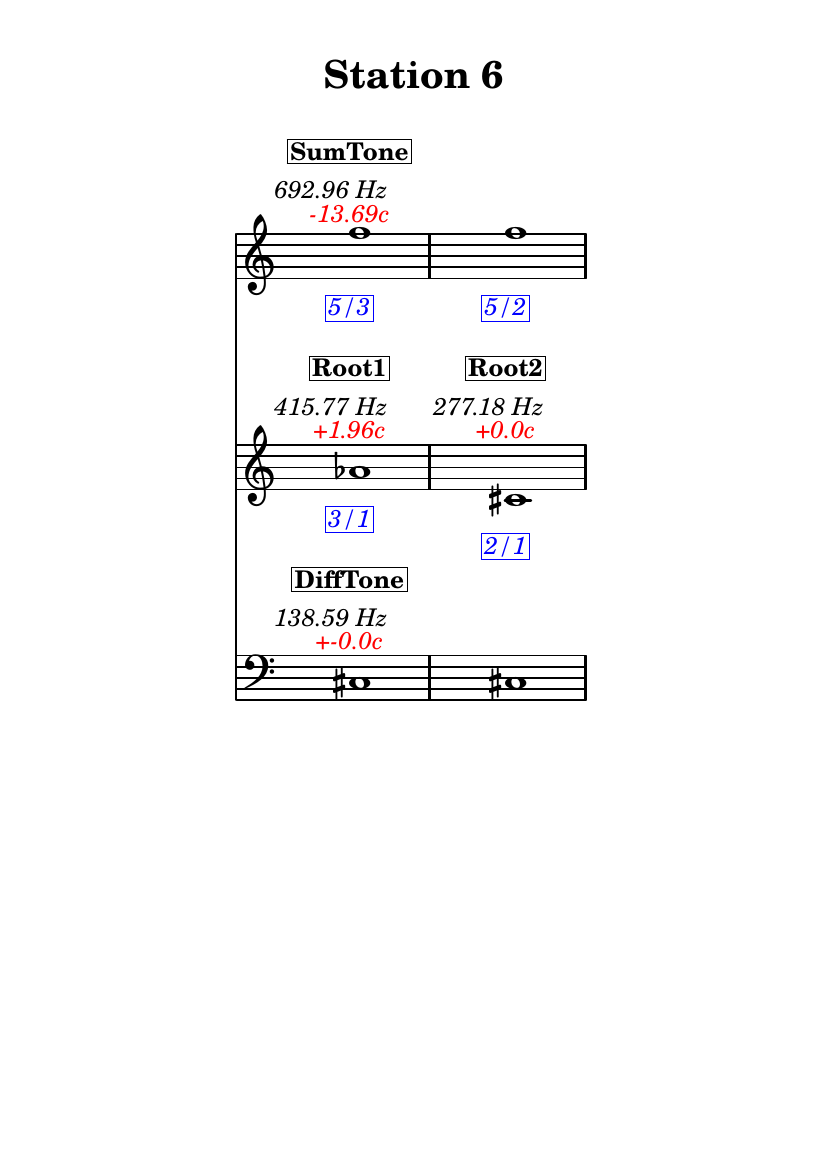 Station 6
SumTone
692.96 Hz
-13.69c
5/3 5/2
Root1 Root2
415.77 Hz 277.18 Hz
+1.96c +0.0c
3/1
2/1
DiffTone
138.59 Hz
+-0.0c